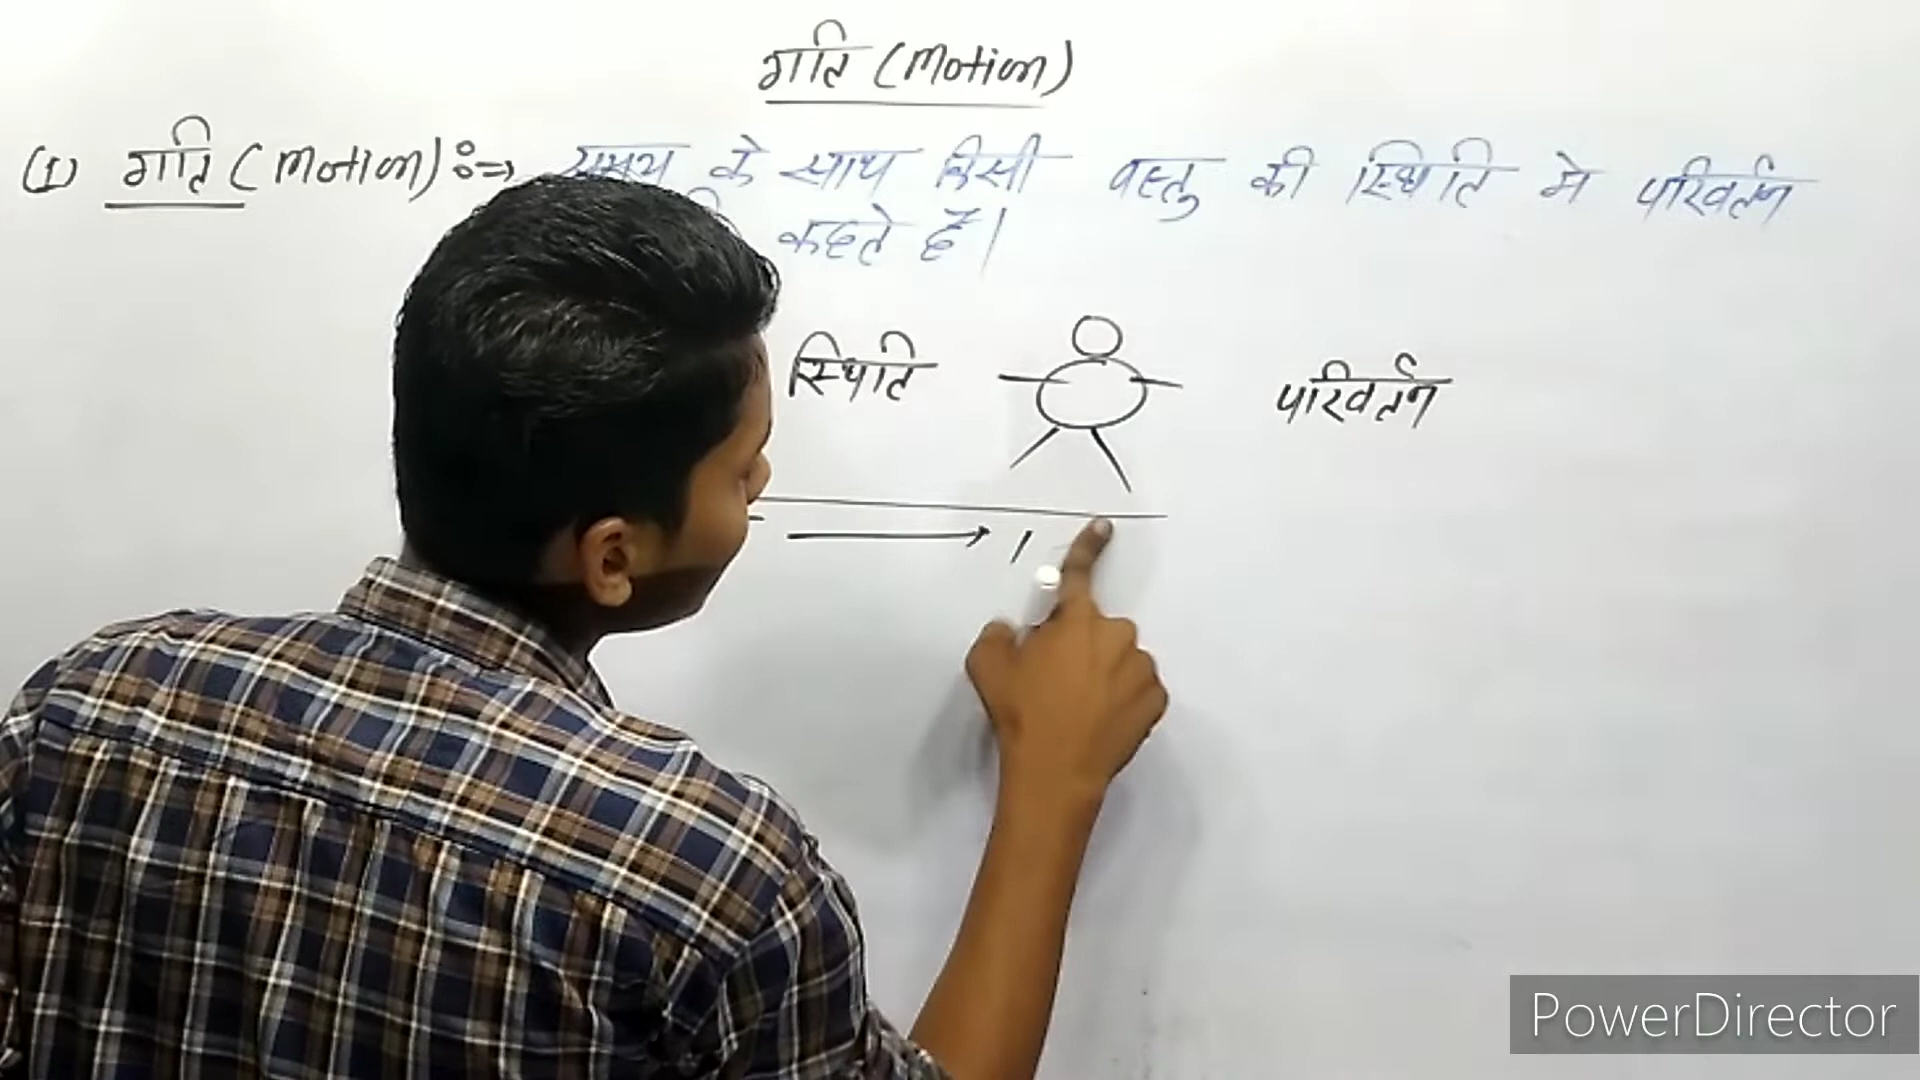 गति (Motion)
(1) गति (Motion) :→ समय के साथ किसी वस्तु की स्थिति मे परिवर्तन
कहते हैं।
स्थिति
परिवर्तन
PowerDirector